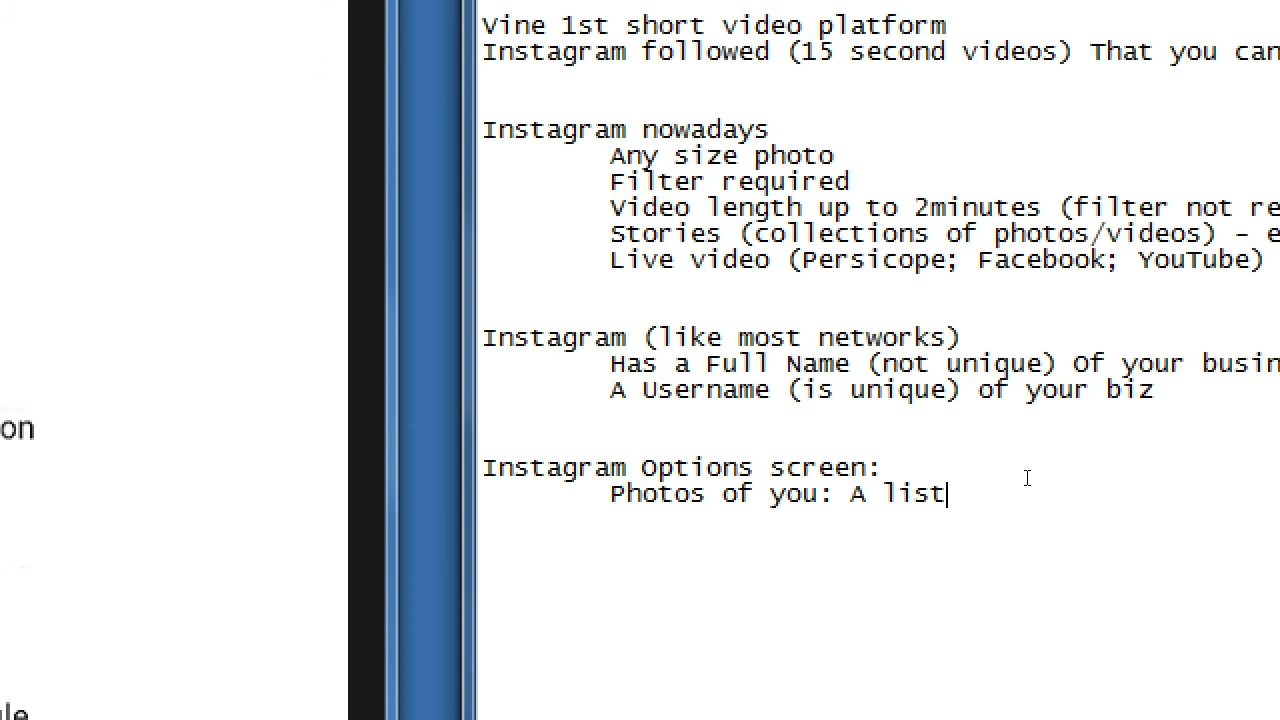 Vine 1st short video platform
Instagram followed (15 second videos) That you can
Instagram nowadays
Any size photo
Filter required
Video length up to 2minutes (filter not re
Stories (collections of photos/videos) – e
Live video (Persicope; Facebook; YouTube)
Instagram (like most networks)
Has a Full Name (not unique) Of your busin
A Username (is unique) of your biz
on
Instagram Options screen:
Photos of you: A list